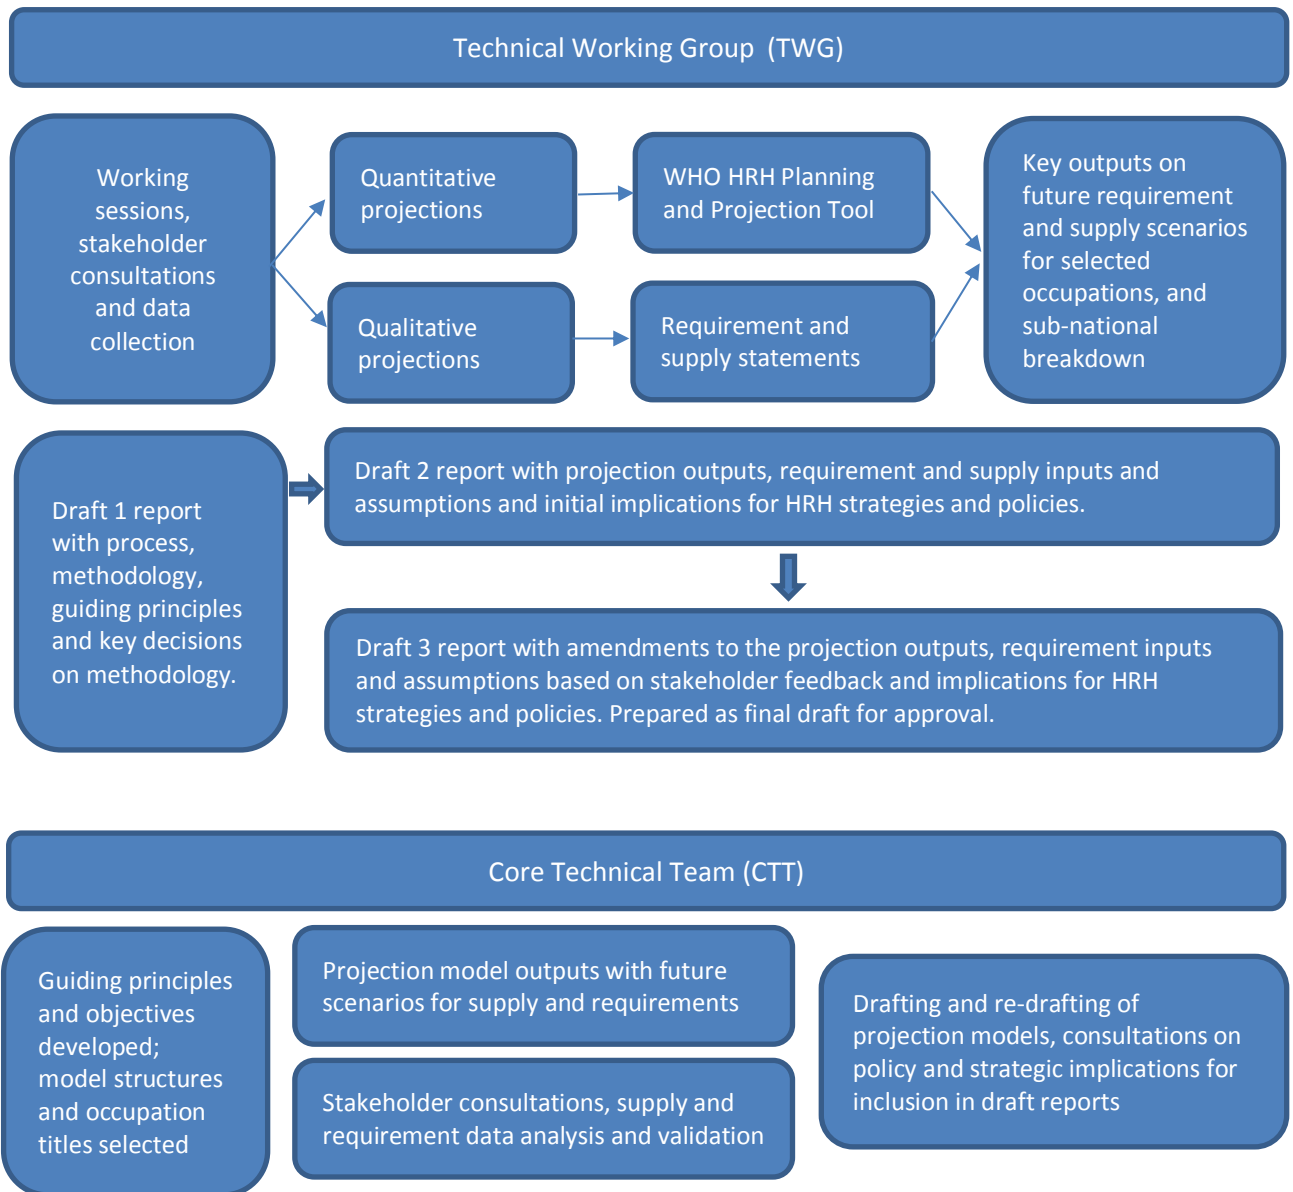 Technical Working Group  (TWG)
Working
sessions,
stakeholder
consultations
and data
collection
Quantitative
projections
WHO HRH Planning
and Projection Tool
Qualitative
projections
Requirement and
supply statements
Key outputs on
future requirement
and supply scenarios
for selected
occupations, and
sub-national
breakdown
Draft 1 report
with process,
methodology,
guiding principles
and key decisions
on methodology.
Draft 2 report with projection outputs, requirement and supply inputs and
assumptions and initial implications for HRH strategies and policies.
Draft 3 report with amendments to the projection outputs, requirement inputs
and assumptions based on stakeholder feedback and implications for HRH
strategies and policies. Prepared as final draft for approval.
Core Technical Team (CTT)
Guiding principles
and objectives
developed;
model structures
and occupation
titles selected
Projection model outputs with future
scenarios for supply and requirements
Stakeholder consultations, supply and
requirement data analysis and validation
Drafting and re-drafting of
projection models, consultations on
policy and strategic implications for
inclusion in draft reports